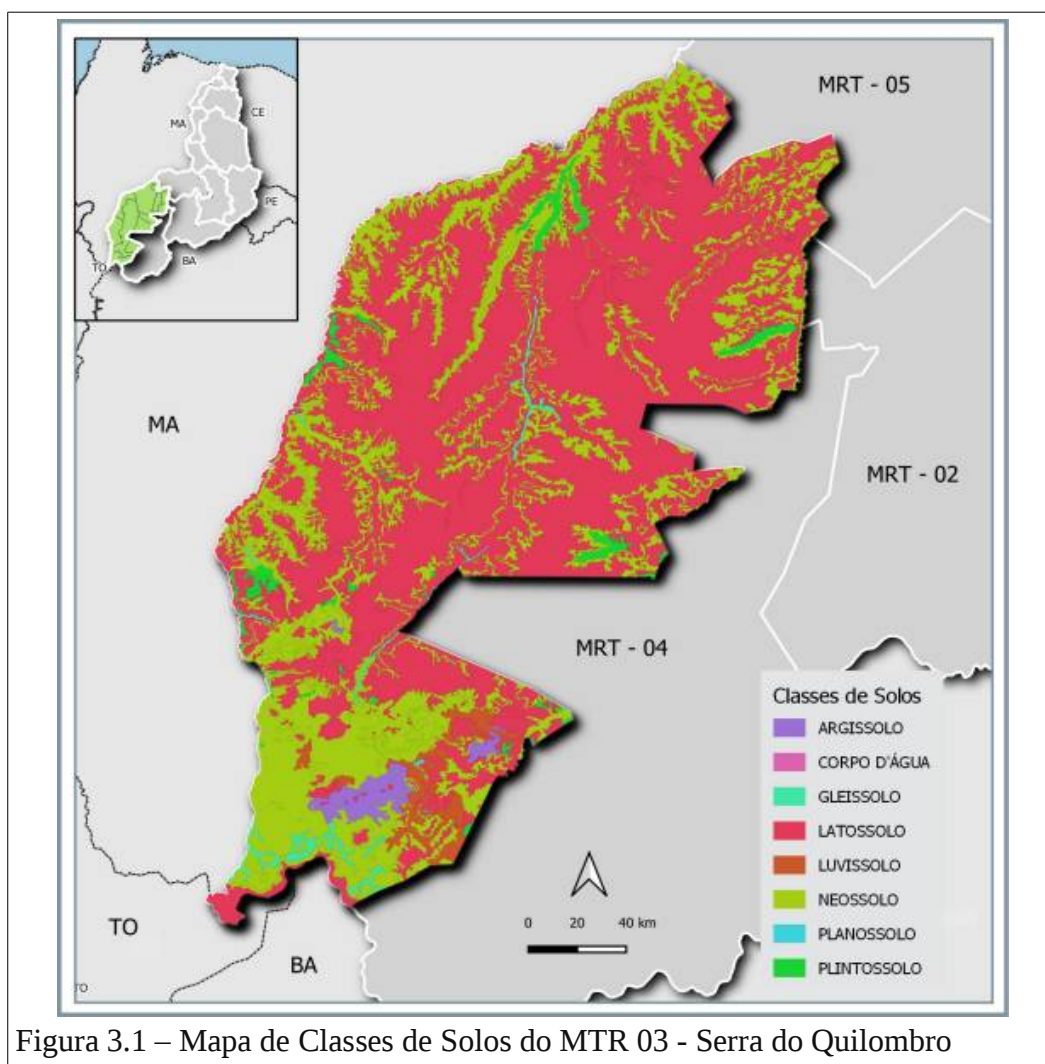 MRT - 05
MA
CE
PE
TO
BA
MA
MRT - 02
MRT - 04
Classes de Solos
ARGISSOLO
CORPO D'ÁGUA
GLEISSOLO
LATOSSOLO
LUVISSOLO
NEOSSOLO
PLANOSSOLO
PLINTOSSOLO
0 20 40 km
TO
BA
TO
Figura 3.1 – Mapa de Classes de Solos do MTR 03 - Serra do Quilombro